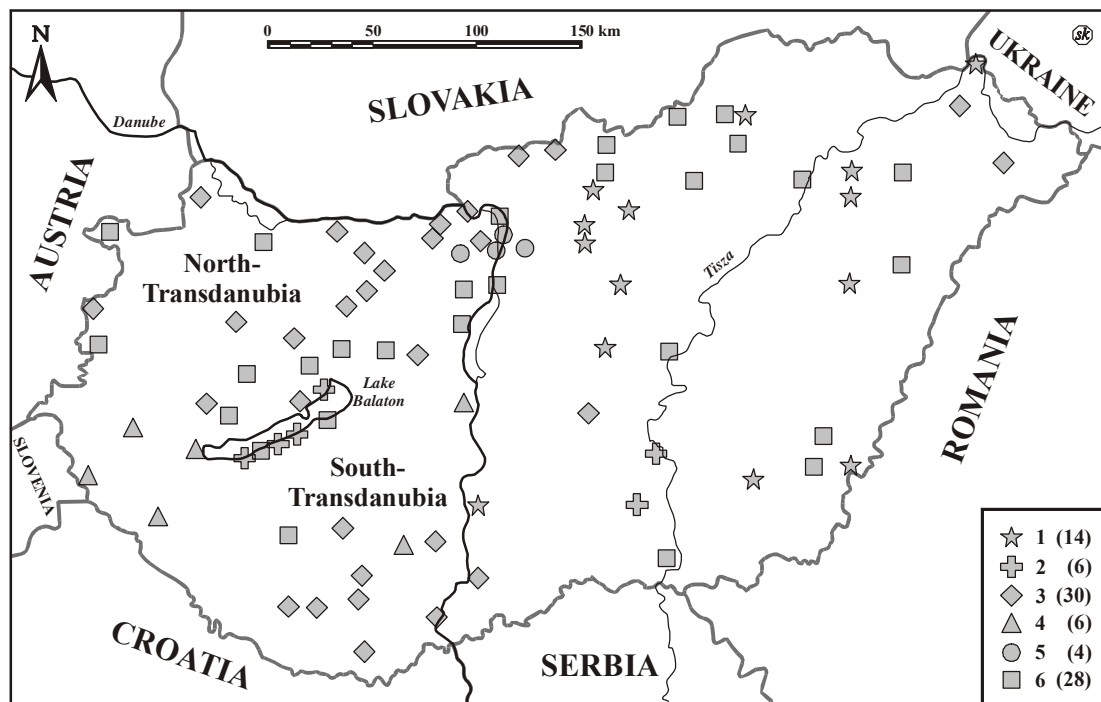 N
0 50 100 150 km
sk
UKRAINE
SLOVAKIA
Danube
AUSTRIA
North-
Transdanubia
Tisza
ROMANIA
Lake
Balaton
SLOVENIA
South-
Transdanubia
CROATIA
SERBIA
1 (14)
2 (6)
3 (30)
4 (6)
5 (4)
6 (28)